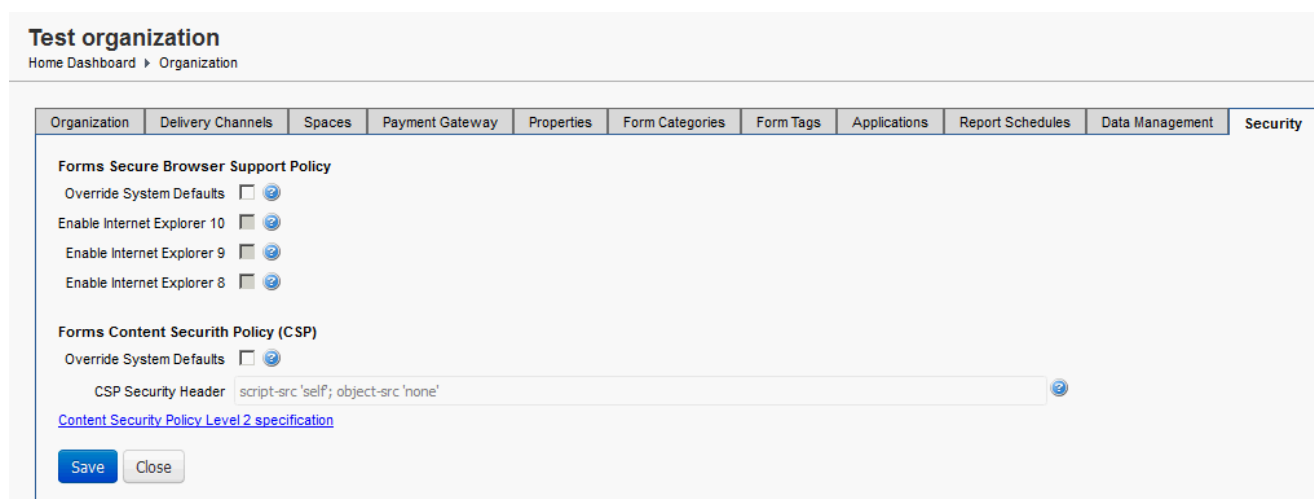 Test organization
Home Dashboard ▸ Organization
Organization Delivery Channels Spaces Payment Gateway Properties Form Categories Form Tags Applications Report Schedules Data Management Security
Forms Secure Browser Support Policy
Override System Defaults ?
Enable Internet Explorer 10 ?
Enable Internet Explorer 9 ?
Enable Internet Explorer 8 ?
Forms Content Securith Policy (CSP)
Override System Defaults ?
CSP Security Header script-src 'self'; object-src 'none' ?
Content Security Policy Level 2 specification
Save Close